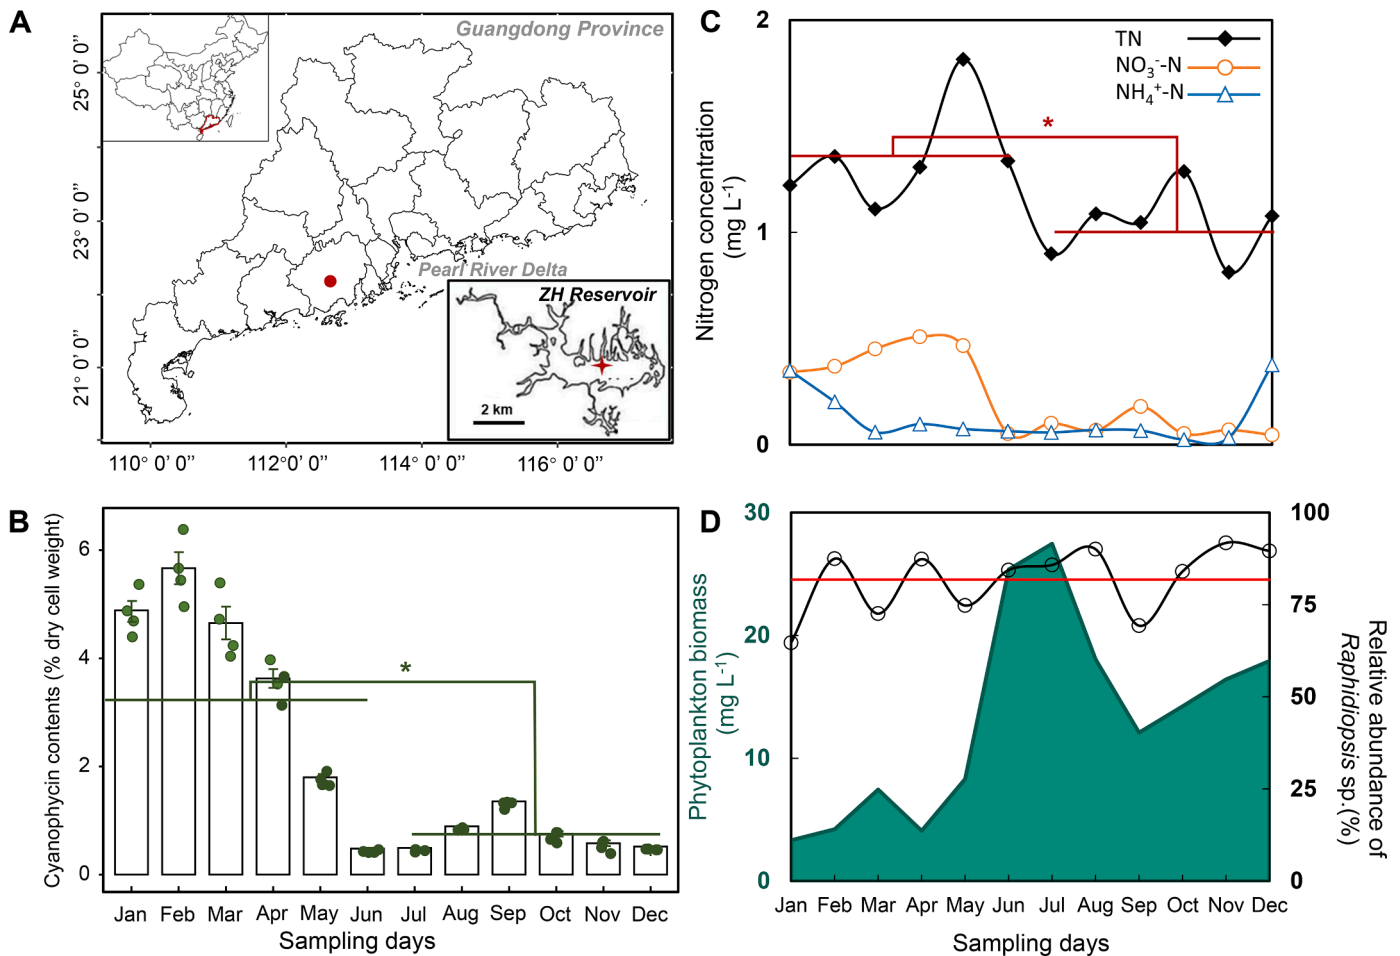 A
Guangdong Province
25° 0' 0’’
23° 0' 0’’
21° 0' 0’’
Pearl River Delta
ZH Reservoir
2 km
110° 0' 0’’
112° 0' 0’’
114° 0' 0’’
116° 0' 0’’
B
Cyanophycin contents (% dry cell weight)
6
4
2
0
*
Jan Feb Mar Apr May Jun Jul Aug Sep Oct Nov Dec
Sampling days
C
Nitrogen concentration
(mg L⁻¹)
2
1
0
TN
NO₃⁻-N
NH₄⁺-N
*
D
Phytoplankton biomass
(mg L⁻¹)
30
20
10
0
100
75
50
25
0
Relative abundance of
Raphidiopsis sp.(%)
Jan Feb Mar Apr May Jun Jul Aug Sep Oct Nov Dec
Sampling days